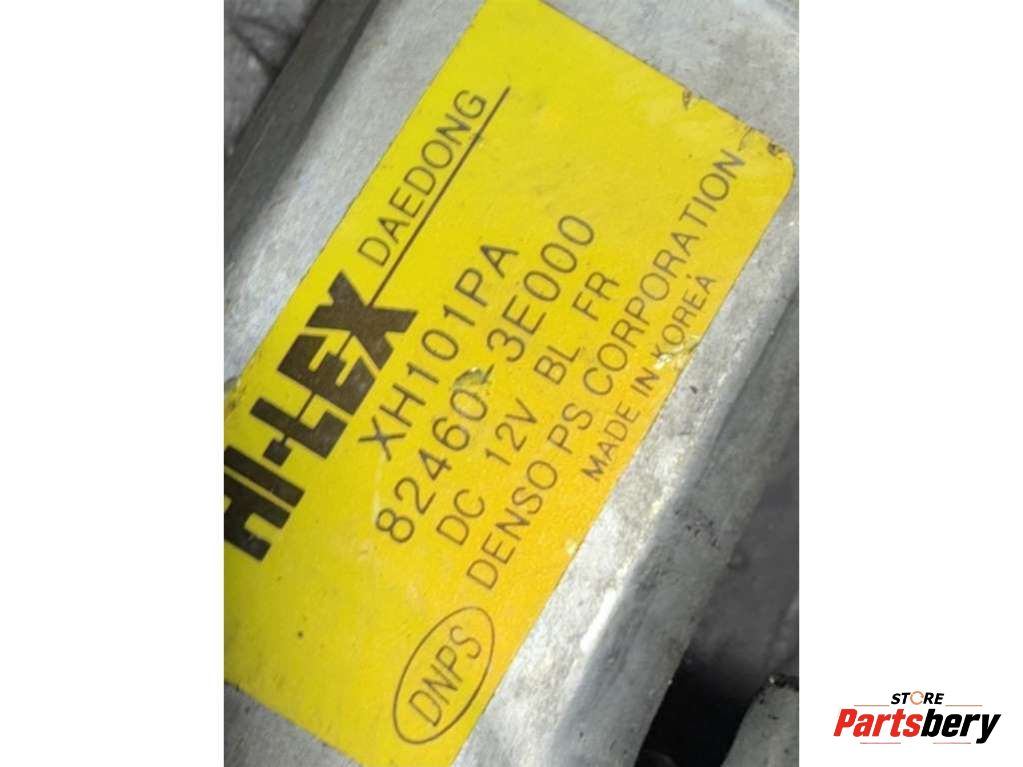 HI-LEX DAEDONG
XH101PA
82460-3E000
DC 12V BL FR
DENSO PS CORPORATION
DNPS
MADE IN KOREA
STORE
Partsbery